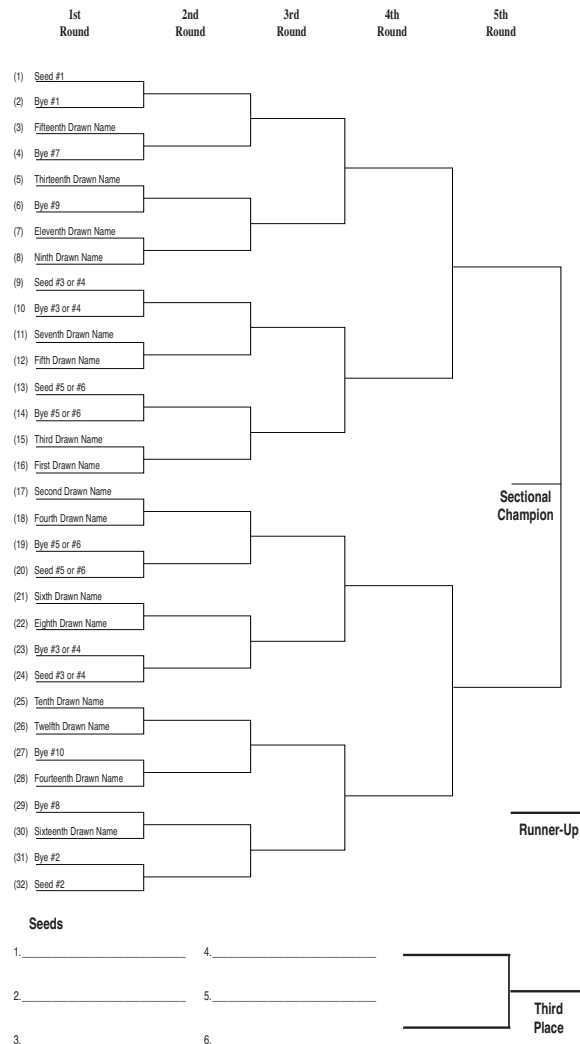 1st 2nd 3rd 4th 5th
Round Round Round Round Round
(1) Seed #1
(2) Bye #1
(3) Fifteenth Drawn Name
(4) Bye #7
(5) Thirteenth Drawn Name
(6) Bye #9
(7) Eleventh Drawn Name
(8) Ninth Drawn Name
(9) Seed #3 or #4
(10 Bye #3 or #4
(11) Seventh Drawn Name
(12) Fifth Drawn Name
(13) Seed #5 or #6
(14) Bye #5 or #6
(15) Third Drawn Name
(16) First Drawn Name
(17) Second Drawn Name
Sectional
Champion
(18) Fourth Drawn Name
(19) Bye #5 or #6
(20) Seed #5 or #6
(21) Sixth Drawn Name
(22) Eighth Drawn Name
(23) Bye #3 or #4
(24) Seed #3 or #4
(25) Tenth Drawn Name
(26) Twelfth Drawn Name
(27) Bye #10
(28) Fourteenth Drawn Name
(29) Bye #8
(30) Sixteenth Drawn Name
Runner-Up
(31) Bye #2
(32) Seed #2
Seeds
1. 4.
2. 5.
Third
Place
3. 6.